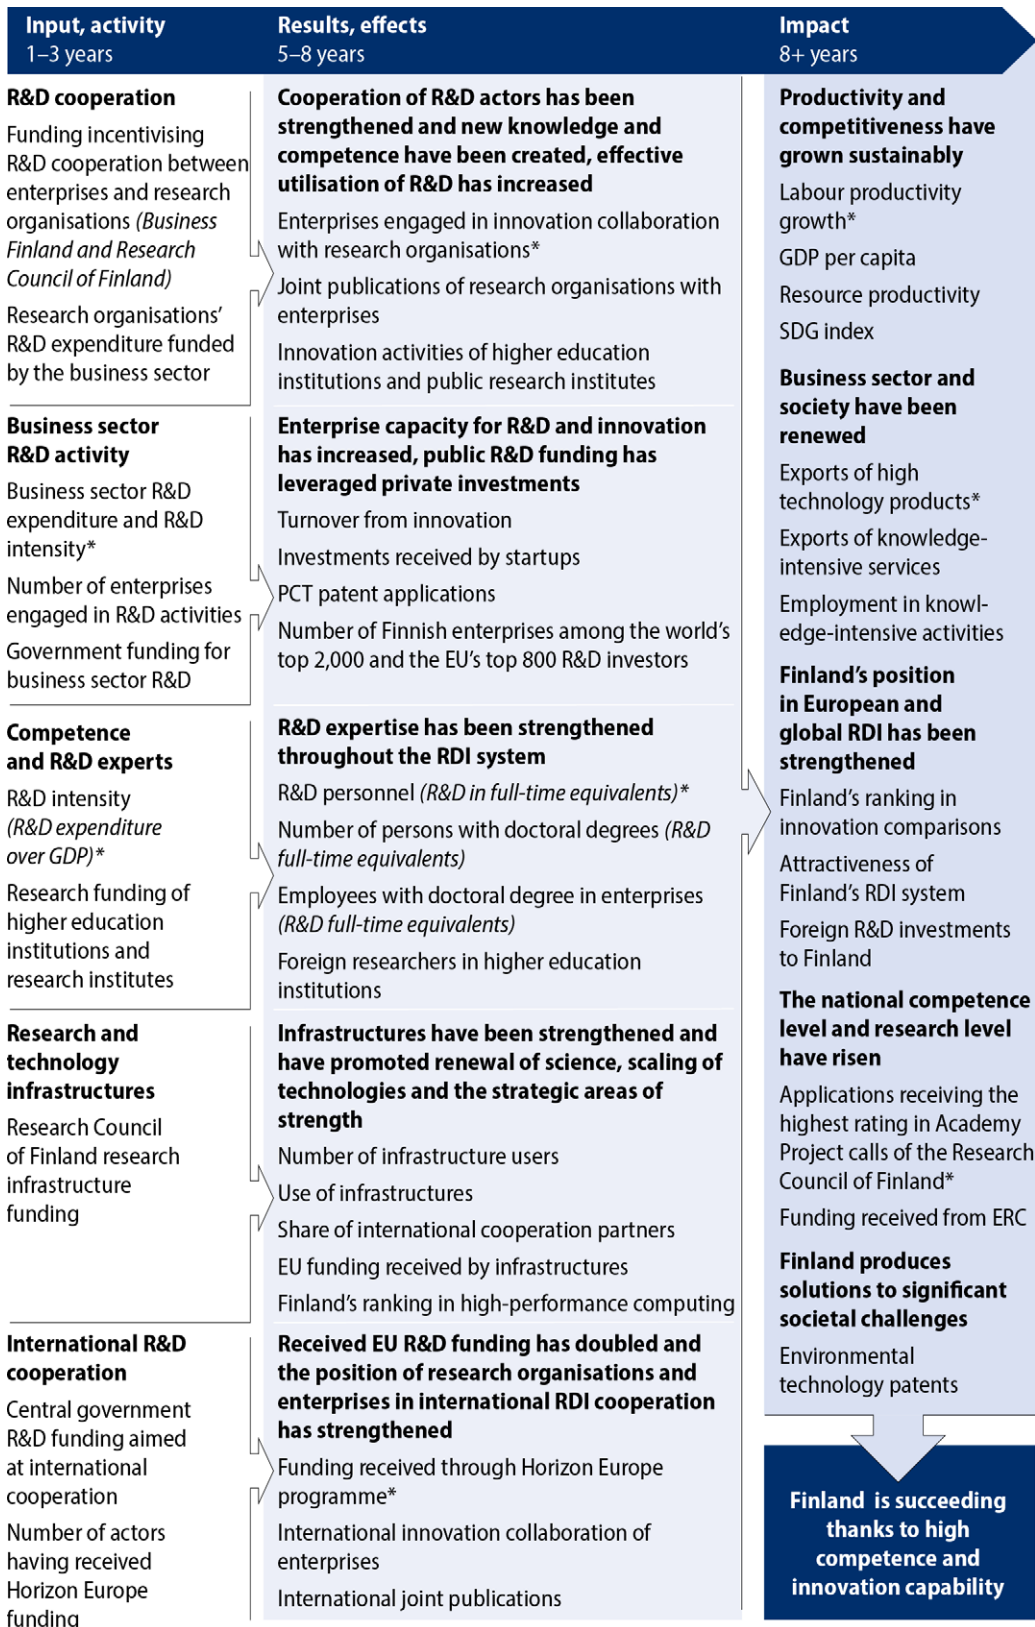 Input, activity
1–3 years
Results, effects
5–8 years
Impact
8+ years
R&D cooperation
Funding incentivising
R&D cooperation between
enterprises and research
organisations (Business
Finland and Research
Council of Finland)
Research organisations’
R&D expenditure funded
by the business sector
Cooperation of R&D actors has been
strengthened and new knowledge and
competence have been created, effective
utilisation of R&D has increased
Enterprises engaged in innovation collaboration
with research organisations*
Joint publications of research organisations with
enterprises
Innovation activities of higher education
institutions and public research institutes
Business sector
R&D activity
Business sector R&D
expenditure and R&D
intensity*
Number of enterprises
engaged in R&D activities
Government funding for
business sector R&D
Enterprise capacity for R&D and innovation
has increased, public R&D funding has
leveraged private investments
Turnover from innovation
Investments received by startups
PCT patent applications
Number of Finnish enterprises among the world’s
top 2,000 and the EU’s top 800 R&D investors
Competence
and R&D experts
R&D intensity
(R&D expenditure
over GDP)*
Research funding of
higher education
institutions and
research institutes
R&D expertise has been strengthened
throughout the RDI system
R&D personnel (R&D in full-time equivalents)*
Number of persons with doctoral degrees (R&D
full-time equivalents)
Employees with doctoral degree in enterprises
(R&D full-time equivalents)
Foreign researchers in higher education
institutions
Research and
technology
infrastructures
Research Council
of Finland research
infrastructure
funding
Infrastructures have been strengthened and
have promoted renewal of science, scaling of
technologies and the strategic areas of
strength
Number of infrastructure users
Use of infrastructures
Share of international cooperation partners
EU funding received by infrastructures
Finland’s ranking in high-performance computing
International R&D
cooperation
Central government
R&D funding aimed
at international
cooperation
Number of actors
having received
Horizon Europe
funding
Received EU R&D funding has doubled and
the position of research organisations and
enterprises in international RDI cooperation
has strengthened
Funding received through Horizon Europe
programme*
International innovation collaboration of
enterprises
International joint publications
Productivity and
competitiveness have
grown sustainably
Labour productivity
growth*
GDP per capita
Resource productivity
SDG index
Business sector and
society have been
renewed
Exports of high
technology products*
Exports of knowledge-
intensive services
Employment in knowl-
edge-intensive activities
Finland’s position
in European and
global RDI has been
strengthened
Finland’s ranking in
innovation comparisons
Attractiveness of
Finland’s RDI system
Foreign R&D investments
to Finland
The national competence
level and research level
have risen
Applications receiving the
highest rating in Academy
Project calls of the Research
Council of Finland*
Funding received from ERC
Finland produces
solutions to significant
societal challenges
Environmental
technology patents
Finland is succeeding
thanks to high
competence and
innovation capability